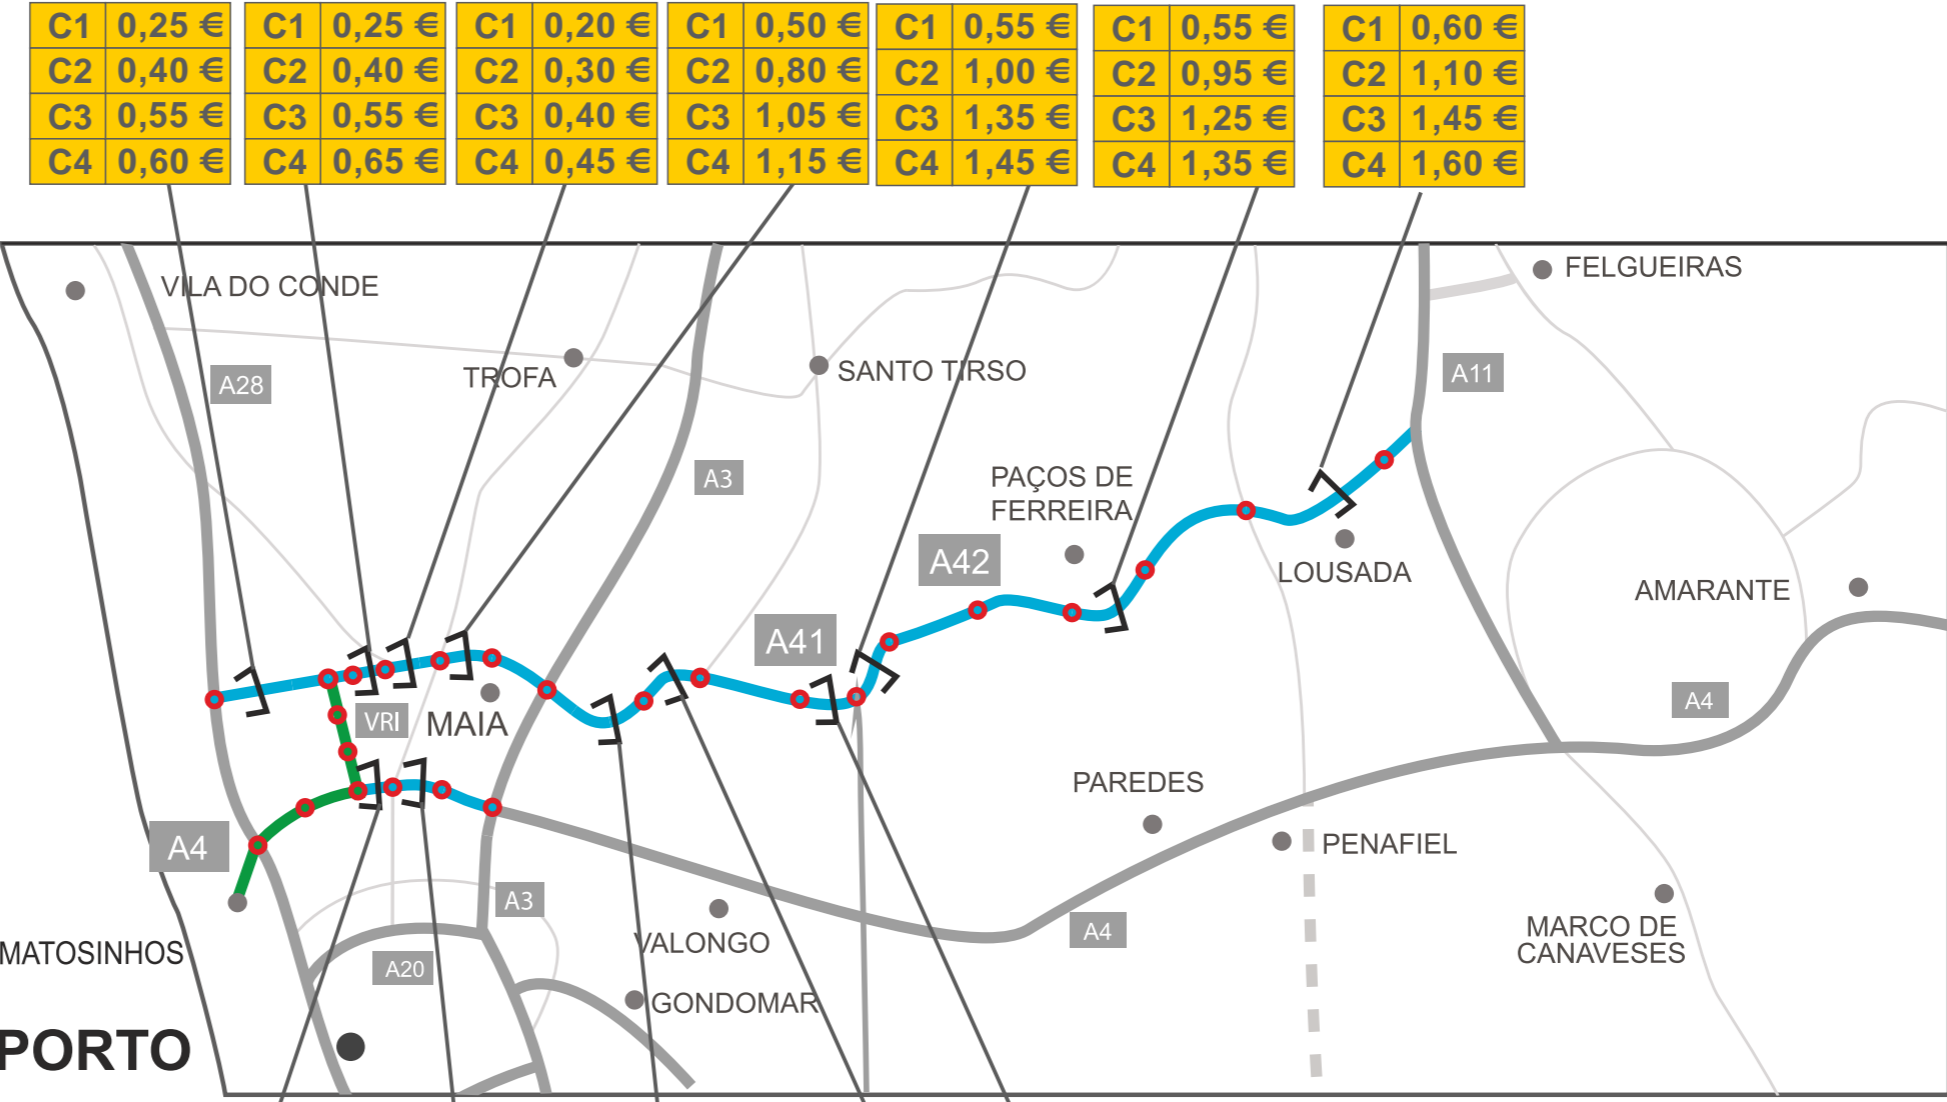 C1 0,25 €
C2 0,40 €
C3 0,55 €
C4 0,60 €
C1 0,25 €
C2 0,40 €
C3 0,55 €
C4 0,65 €
C1 0,20 €
C2 0,30 €
C3 0,40 €
C4 0,45 €
C1 0,50 €
C2 0,80 €
C3 1,05 €
C4 1,15 €
C1 0,55 €
C2 1,00 €
C3 1,35 €
C4 1,45 €
C1 0,55 €
C2 0,95 €
C3 1,25 €
C4 1,35 €
C1 0,60 €
C2 1,10 €
C3 1,45 €
C4 1,60 €
VILA DO CONDE
FELGUEIRAS
A28
TROFA
SANTO TIRSO
A11
A3
PAÇOS DE
FERREIRA
A42
LOUSADA
AMARANTE
A41
VRI
MAIA
A4
PAREDES
A4
PENAFIEL
A3
A4
VALONGO
MARCO DE
CANAVESES
MATOSINHOS
A20
GONDOMAR
PORTO